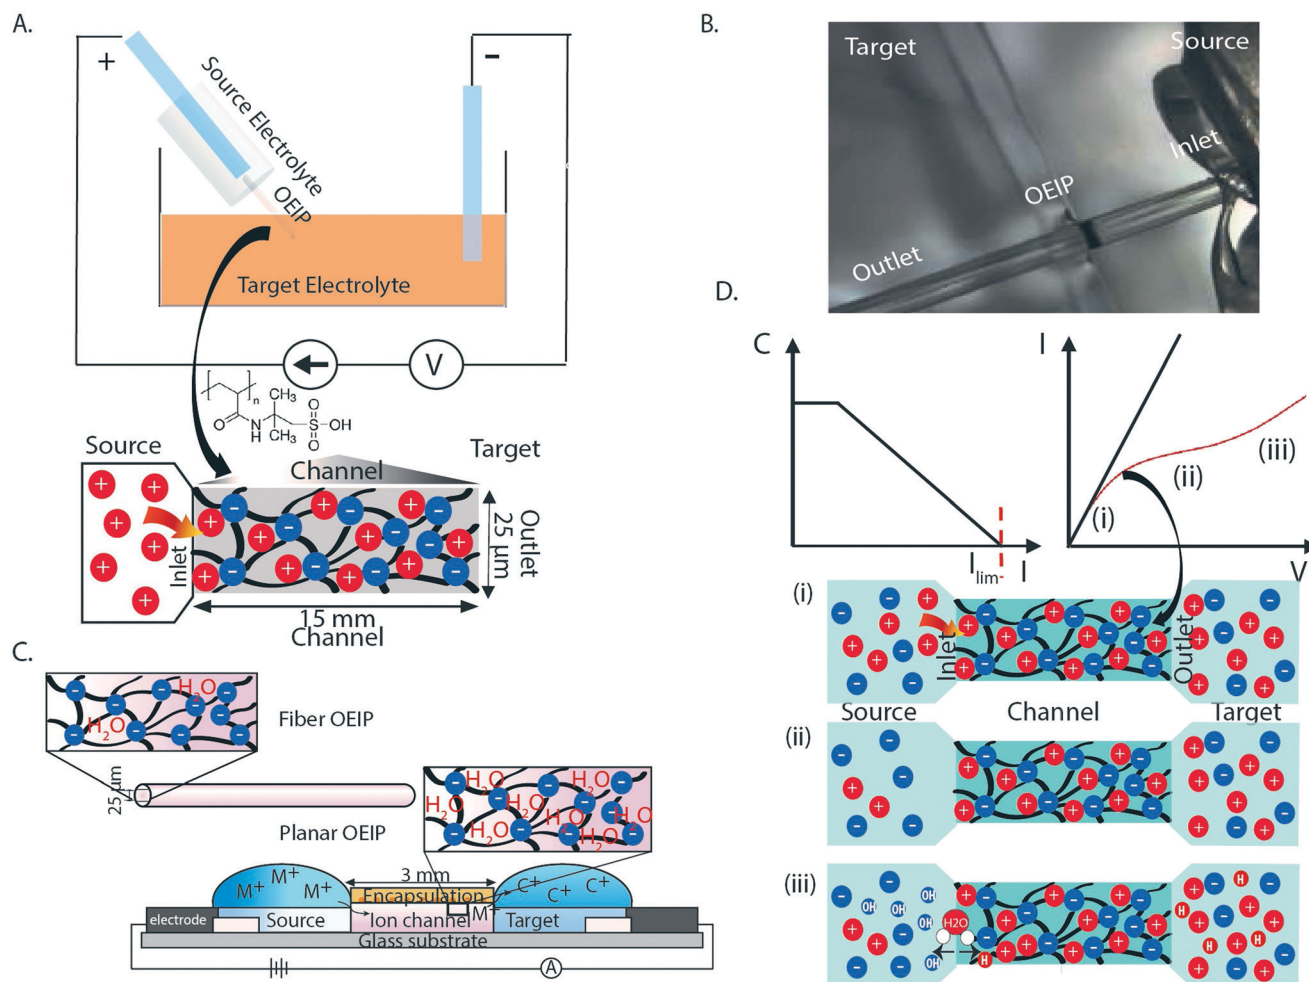 A.
+
−
Source Electrolyte
OEIP
Target Electrolyte
V
n
CH3
O
N
H
CH3
O
S
OH
O
Source
Channel
Target
Inlet
Outlet
25 µm
15 mm
Channel
B.
Target
Source
Inlet
OEIP
Outlet
C.
H2O
H2O
Fiber OEIP
25 µm
Planar OEIP
H2O
H2O
H2O
H2O
H2O
H2O
H2O
H2O
3 mm
M+
M+
M+
Encapsulation
C+
C+
C+
M+
electrode
Source
Ion channel
Target
Glass substrate
A
D.
C
Ilim
I
I
(i)
(ii)
(iii)
V
(i)
Inlet
Outlet
Source
Channel
Target
(ii)
(iii)
OH
OH
OH
OH
OH
OH
H2O
H
H
H
H
H